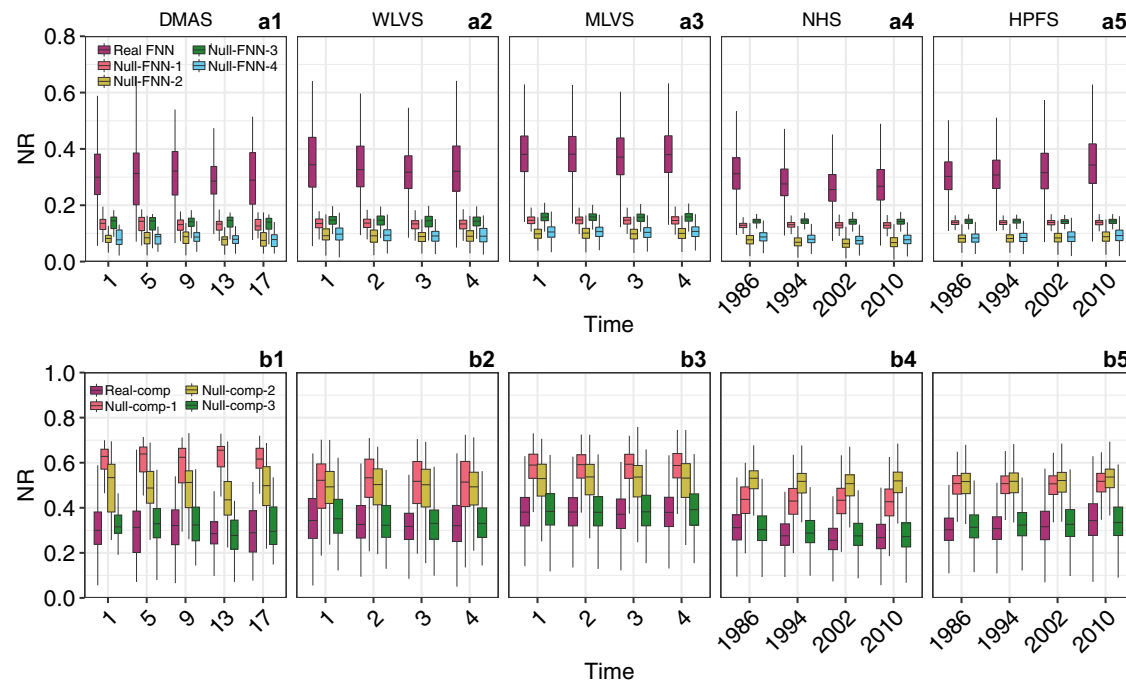 DMAS a1 WLVS a2 MLVS a3 NHS a4 HPFS a5
0.8
Real FNN Null-FNN-3
Null-FNN-1 Null-FNN-4
Null-FNN-2
0.6
NR
0.4
0.2
0.0
1 5 9 13 17 1 2 3 4 1 2 3 4 1986 1994 2002 2010 1986 1994 2002 2010
Time
b1 b2 b3 b4 b5
1.0
Real-comp Null-comp-2
Null-comp-1 Null-comp-3
0.8
0.6
NR
0.4
0.2
0.0
1 5 9 13 17 1 2 3 4 1 2 3 4 1986 1994 2002 2010 1986 1994 2002 2010
Time